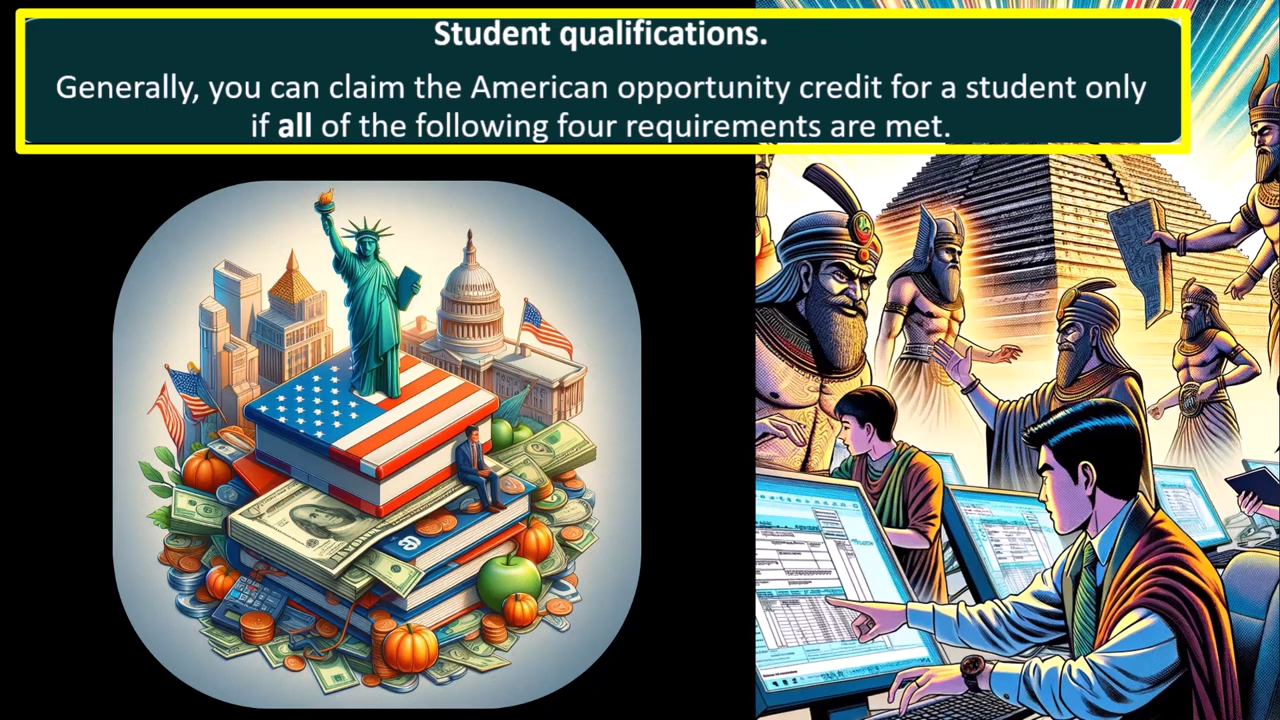 Student qualifications.
Generally, you can claim the American opportunity credit for a student only
if all of the following four requirements are met.